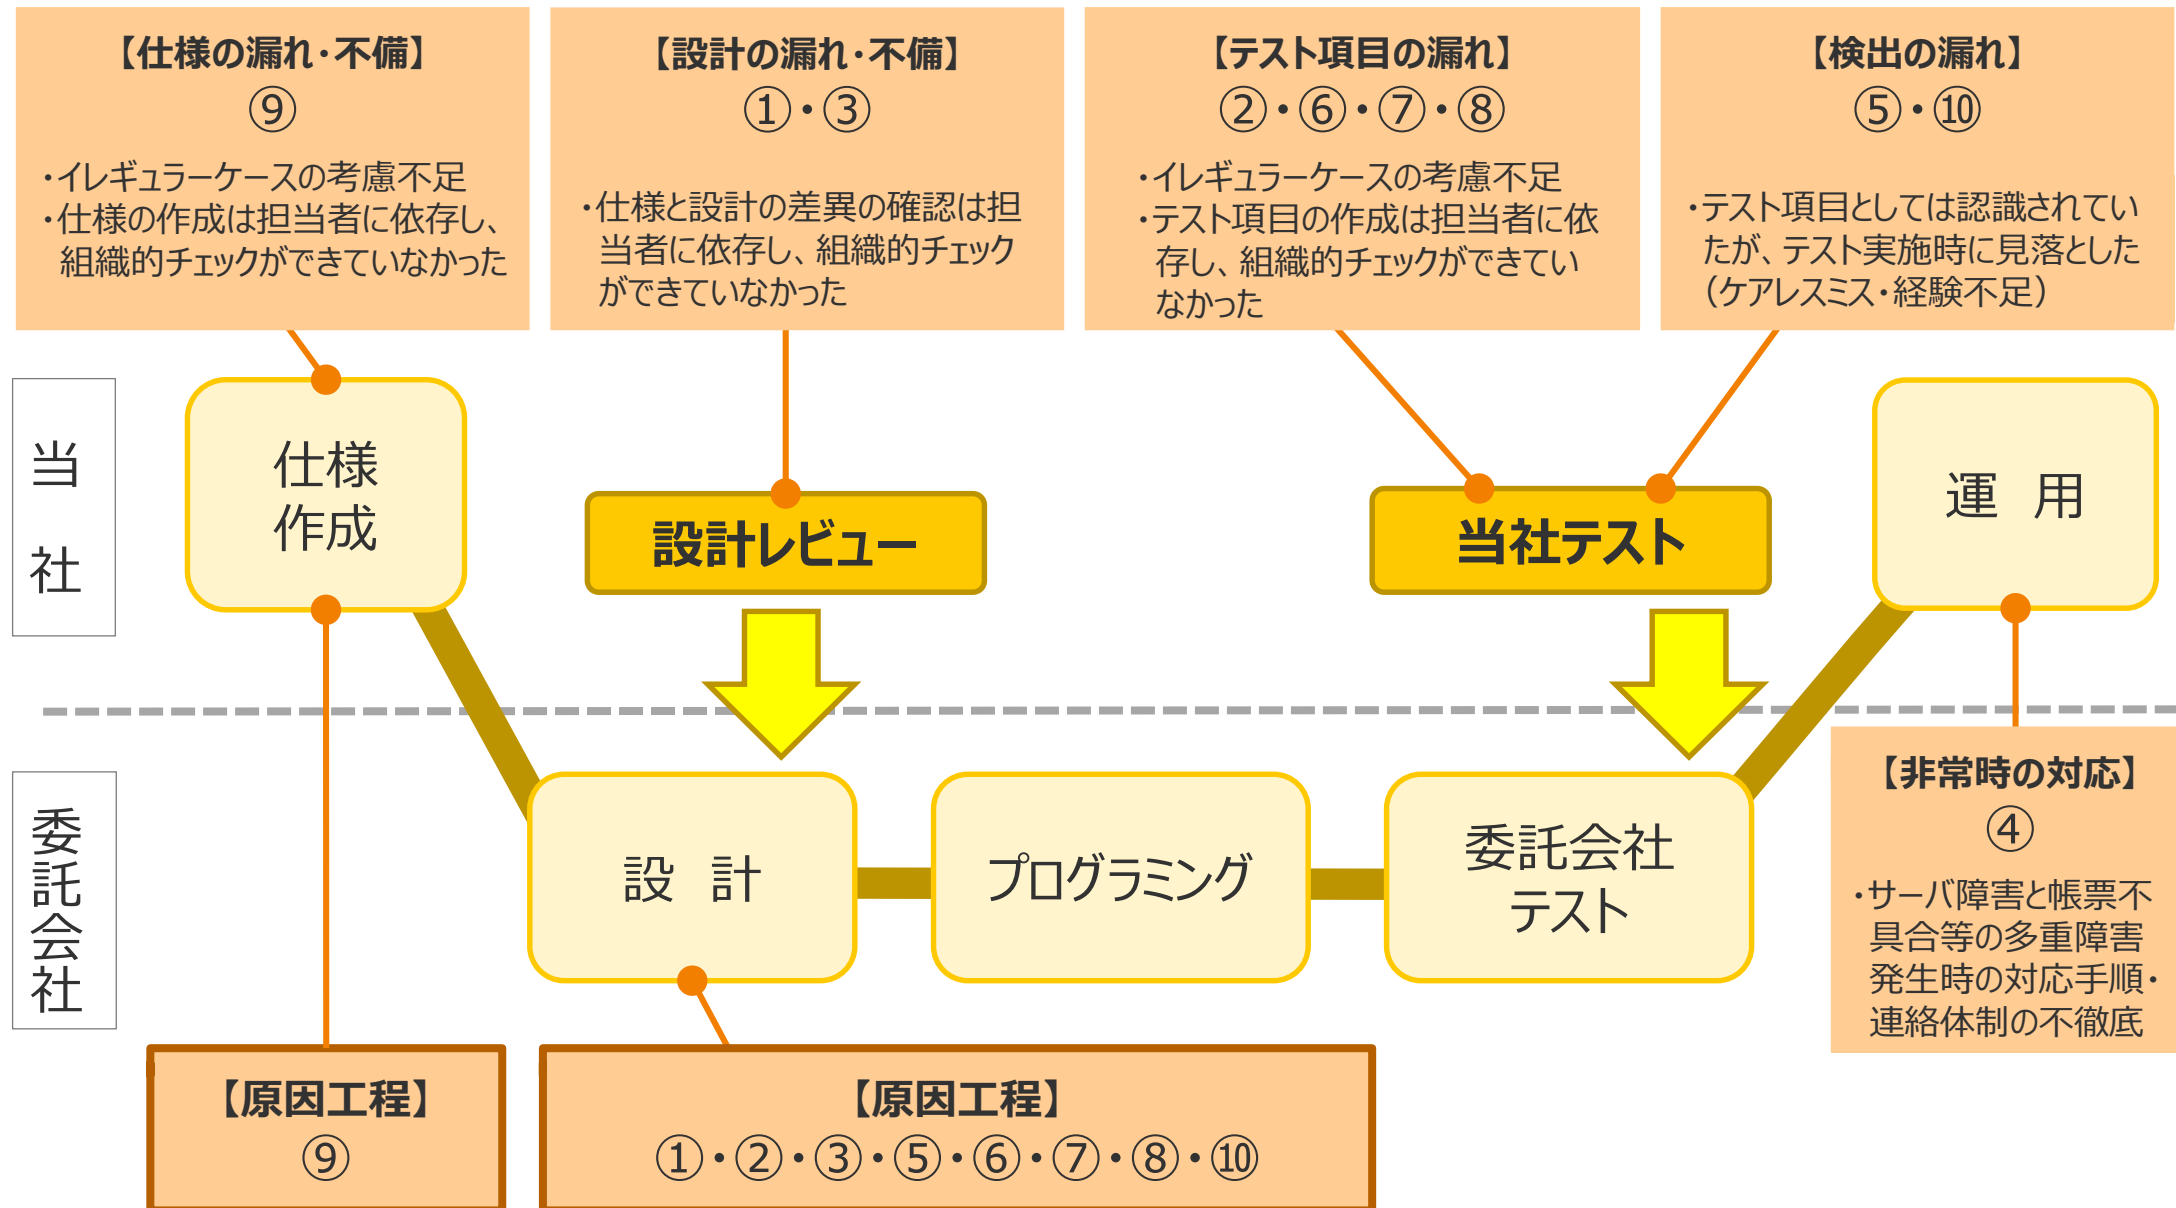 【仕様の漏れ・不備】
⑨
・イレギュラーケースの考慮不足
・仕様の作成は担当者に依存し、
組織的チェックができていなかった
【設計の漏れ・不備】
①・③
・仕様と設計の差異の確認は担
当者に依存し、組織的チェック
ができていなかった
【テスト項目の漏れ】
②・⑥・⑦・⑧
・イレギュラーケースの考慮不足
・テスト項目の作成は担当者に依
存し、組織的チェックができてい
なかった
【検出の漏れ】
⑤・⑩
・テスト項目としては認識されてい
たが、テスト実施時に見落とした
（ケアレスミス・経験不足）
当社
仕様
作成
設計レビュー
当社テスト
運　用
委託会社
設　計
プログラミング
委託会社
テスト
【非常時の対応】
④
・サーバ障害と帳票不
具合等の多重障害
発生時の対応手順・
連絡体制の不徹底
【原因工程】
⑨
【原因工程】
①・②・③・⑤・⑥・⑦・⑧・⑩